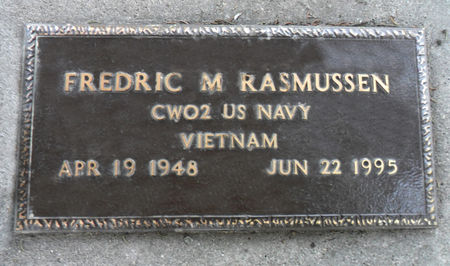 FREDRIC M RASMUSSEN
CWO2 US NAVY
VIETNAM
APR 19 1948 JUN 22 1995